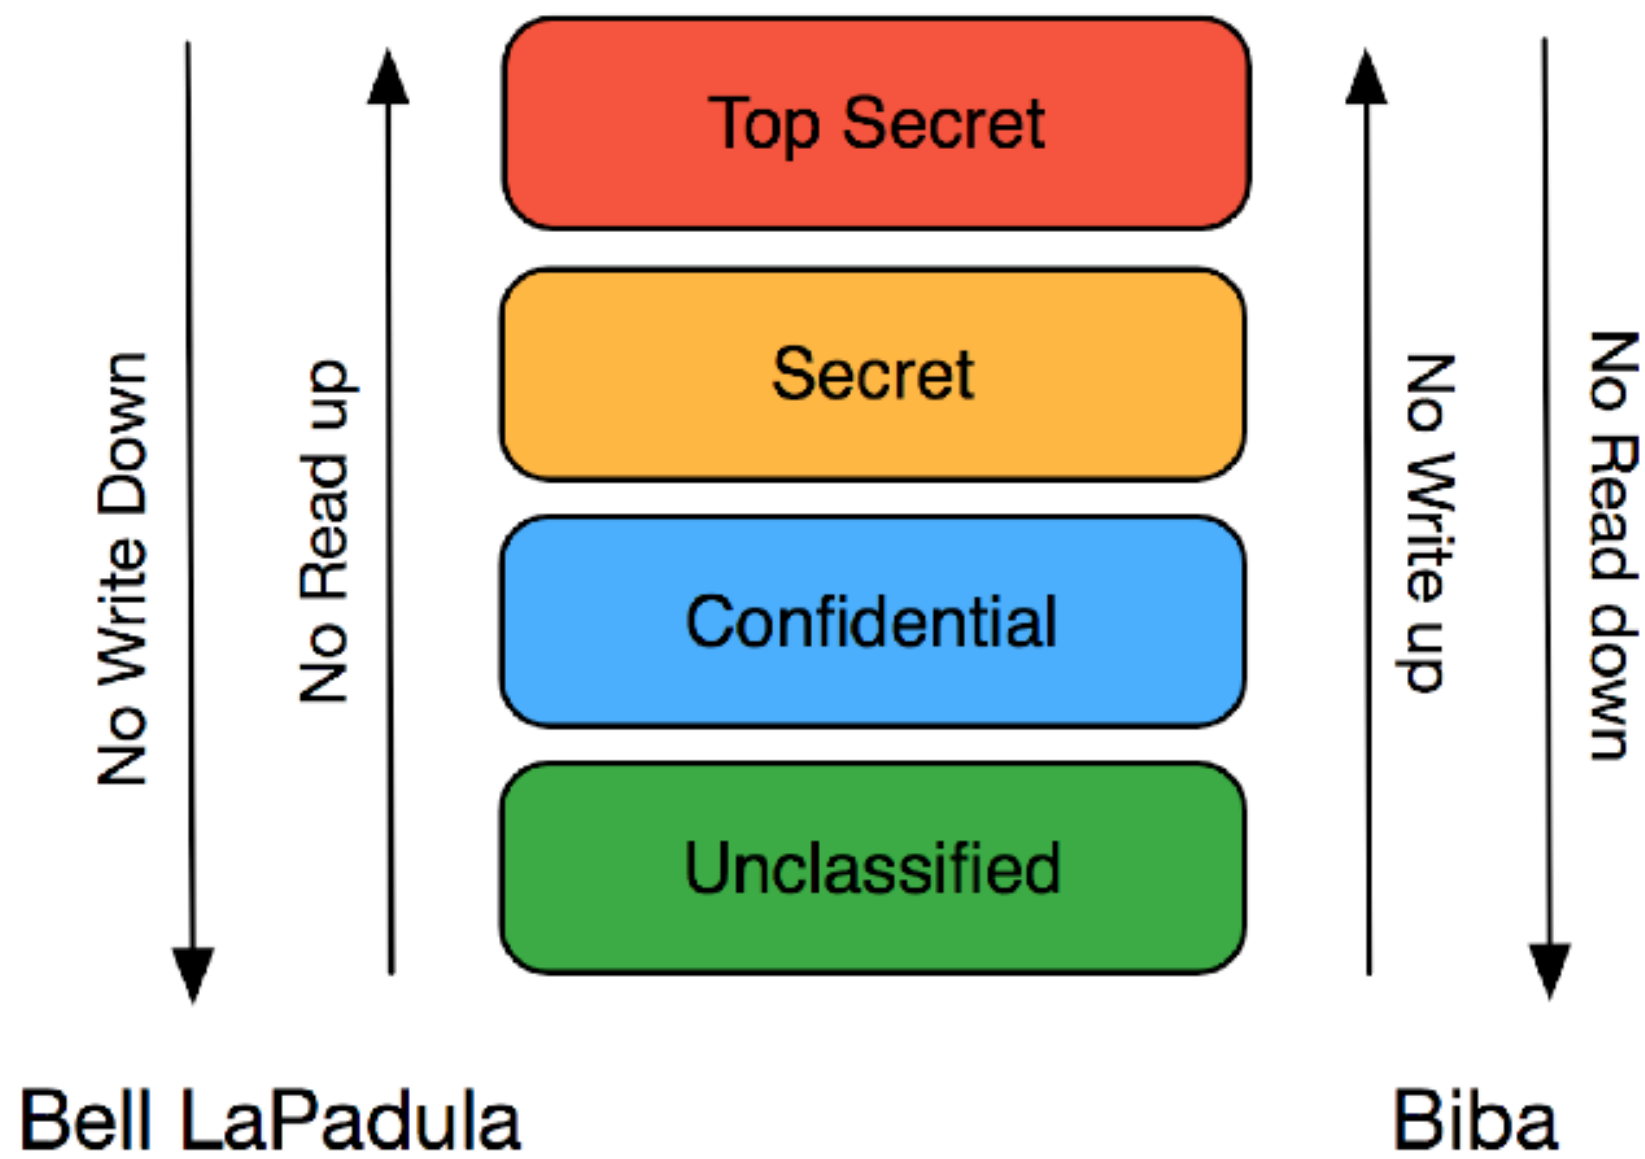 No Write Down
No Read up
Top Secret
Secret
Confidential
Unclassified
No Write up
No Read down
Bell LaPadula
Biba